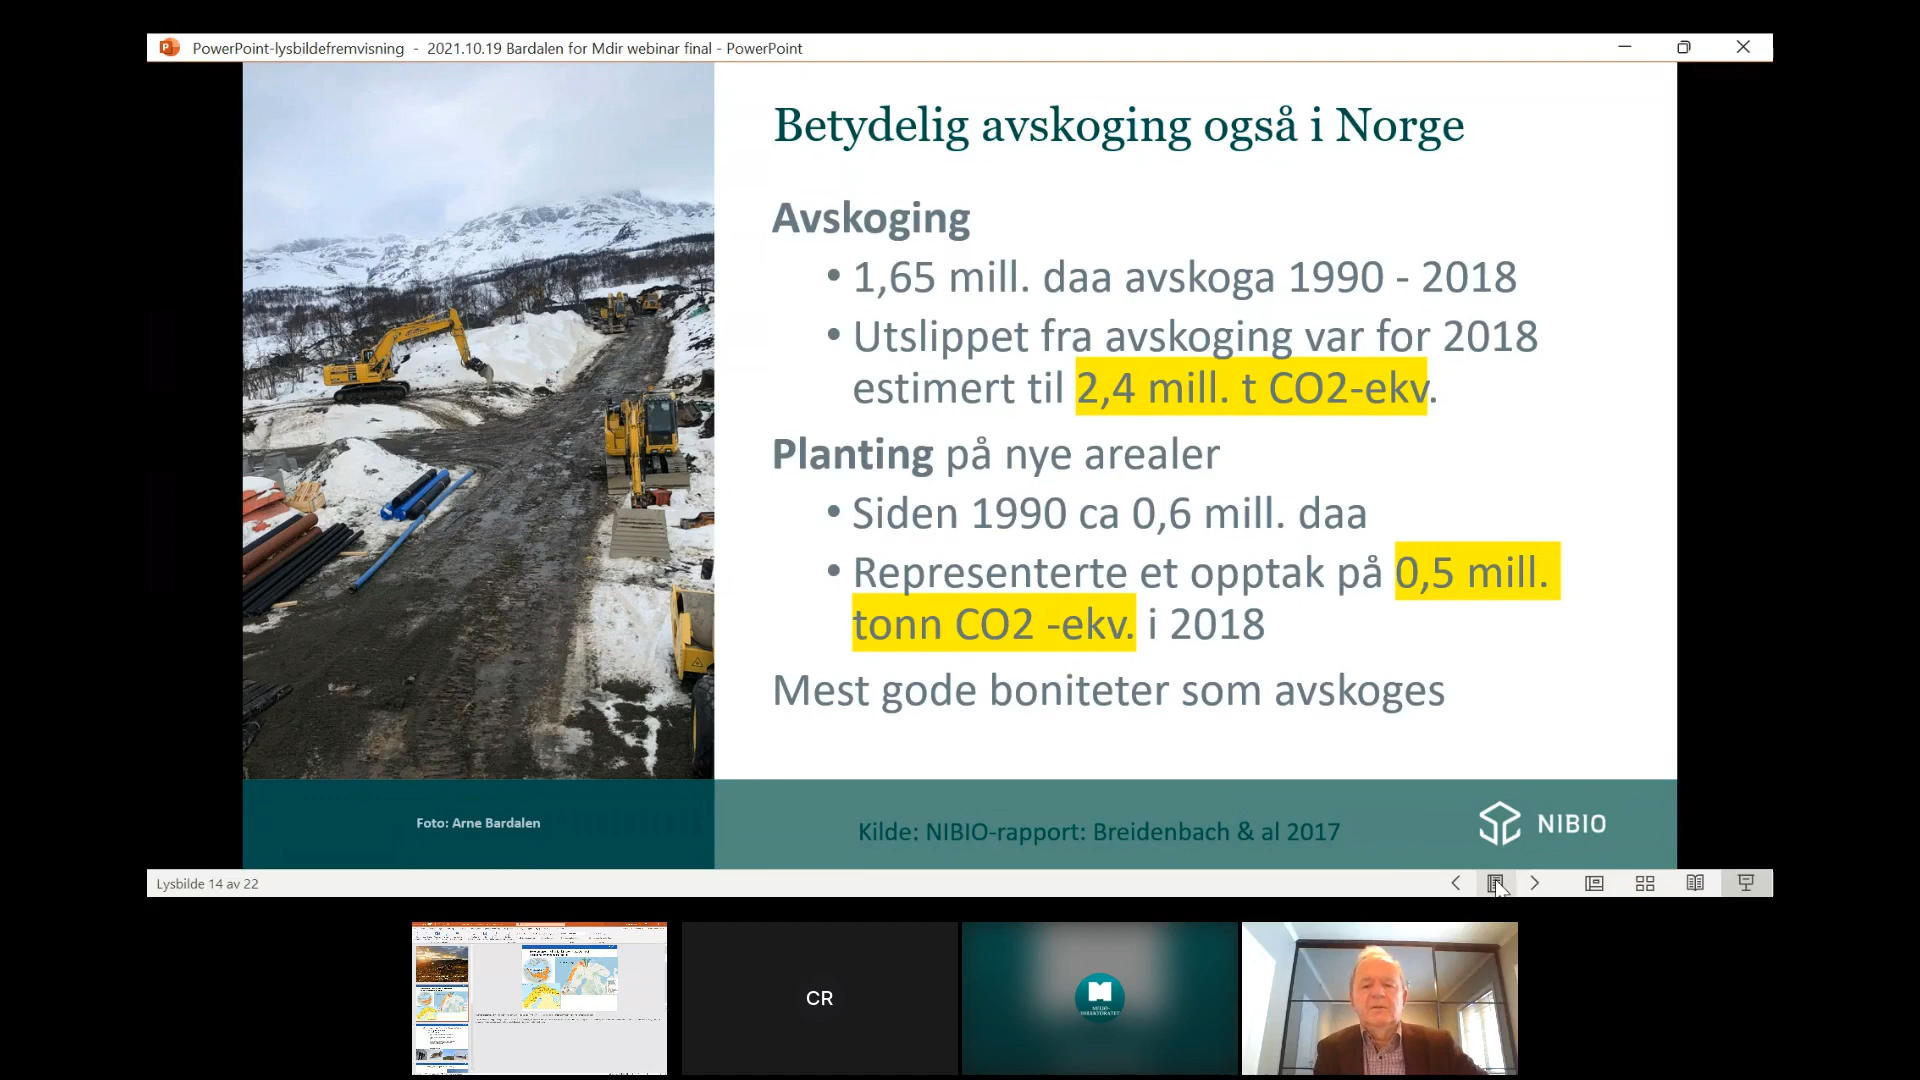 PowerPoint-lysbildefremvisning - 2021.10.19 Bardalen for Mdir webinar final - PowerPoint
Betydelig avskoging også i Norge
Avskoging
• 1,65 mill. daa avskoga 1990 - 2018
• Utslippet fra avskoging var for 2018
estimert til 2,4 mill. t CO2-ekv.
Planting på nye arealer
• Siden 1990 ca 0,6 mill. daa
• Representerte et opptak på 0,5 mill.
tonn CO2 -ekv. i 2018
Mest gode boniteter som avskoges
Foto: Arne Bardalen
Kilde: NIBIO-rapport: Breidenbach & al 2017
NIBIO
Lysbilde 14 av 22
CR